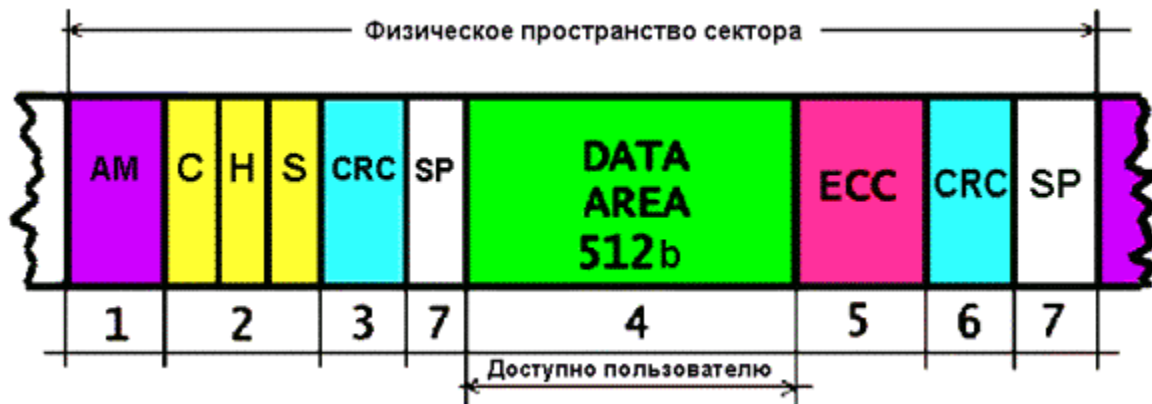 Физическое пространство сектора
AM C H S CRC SP DATA AREA 512b ECC CRC SP
1 2 3 7 4 5 6 7
Доступно пользователю